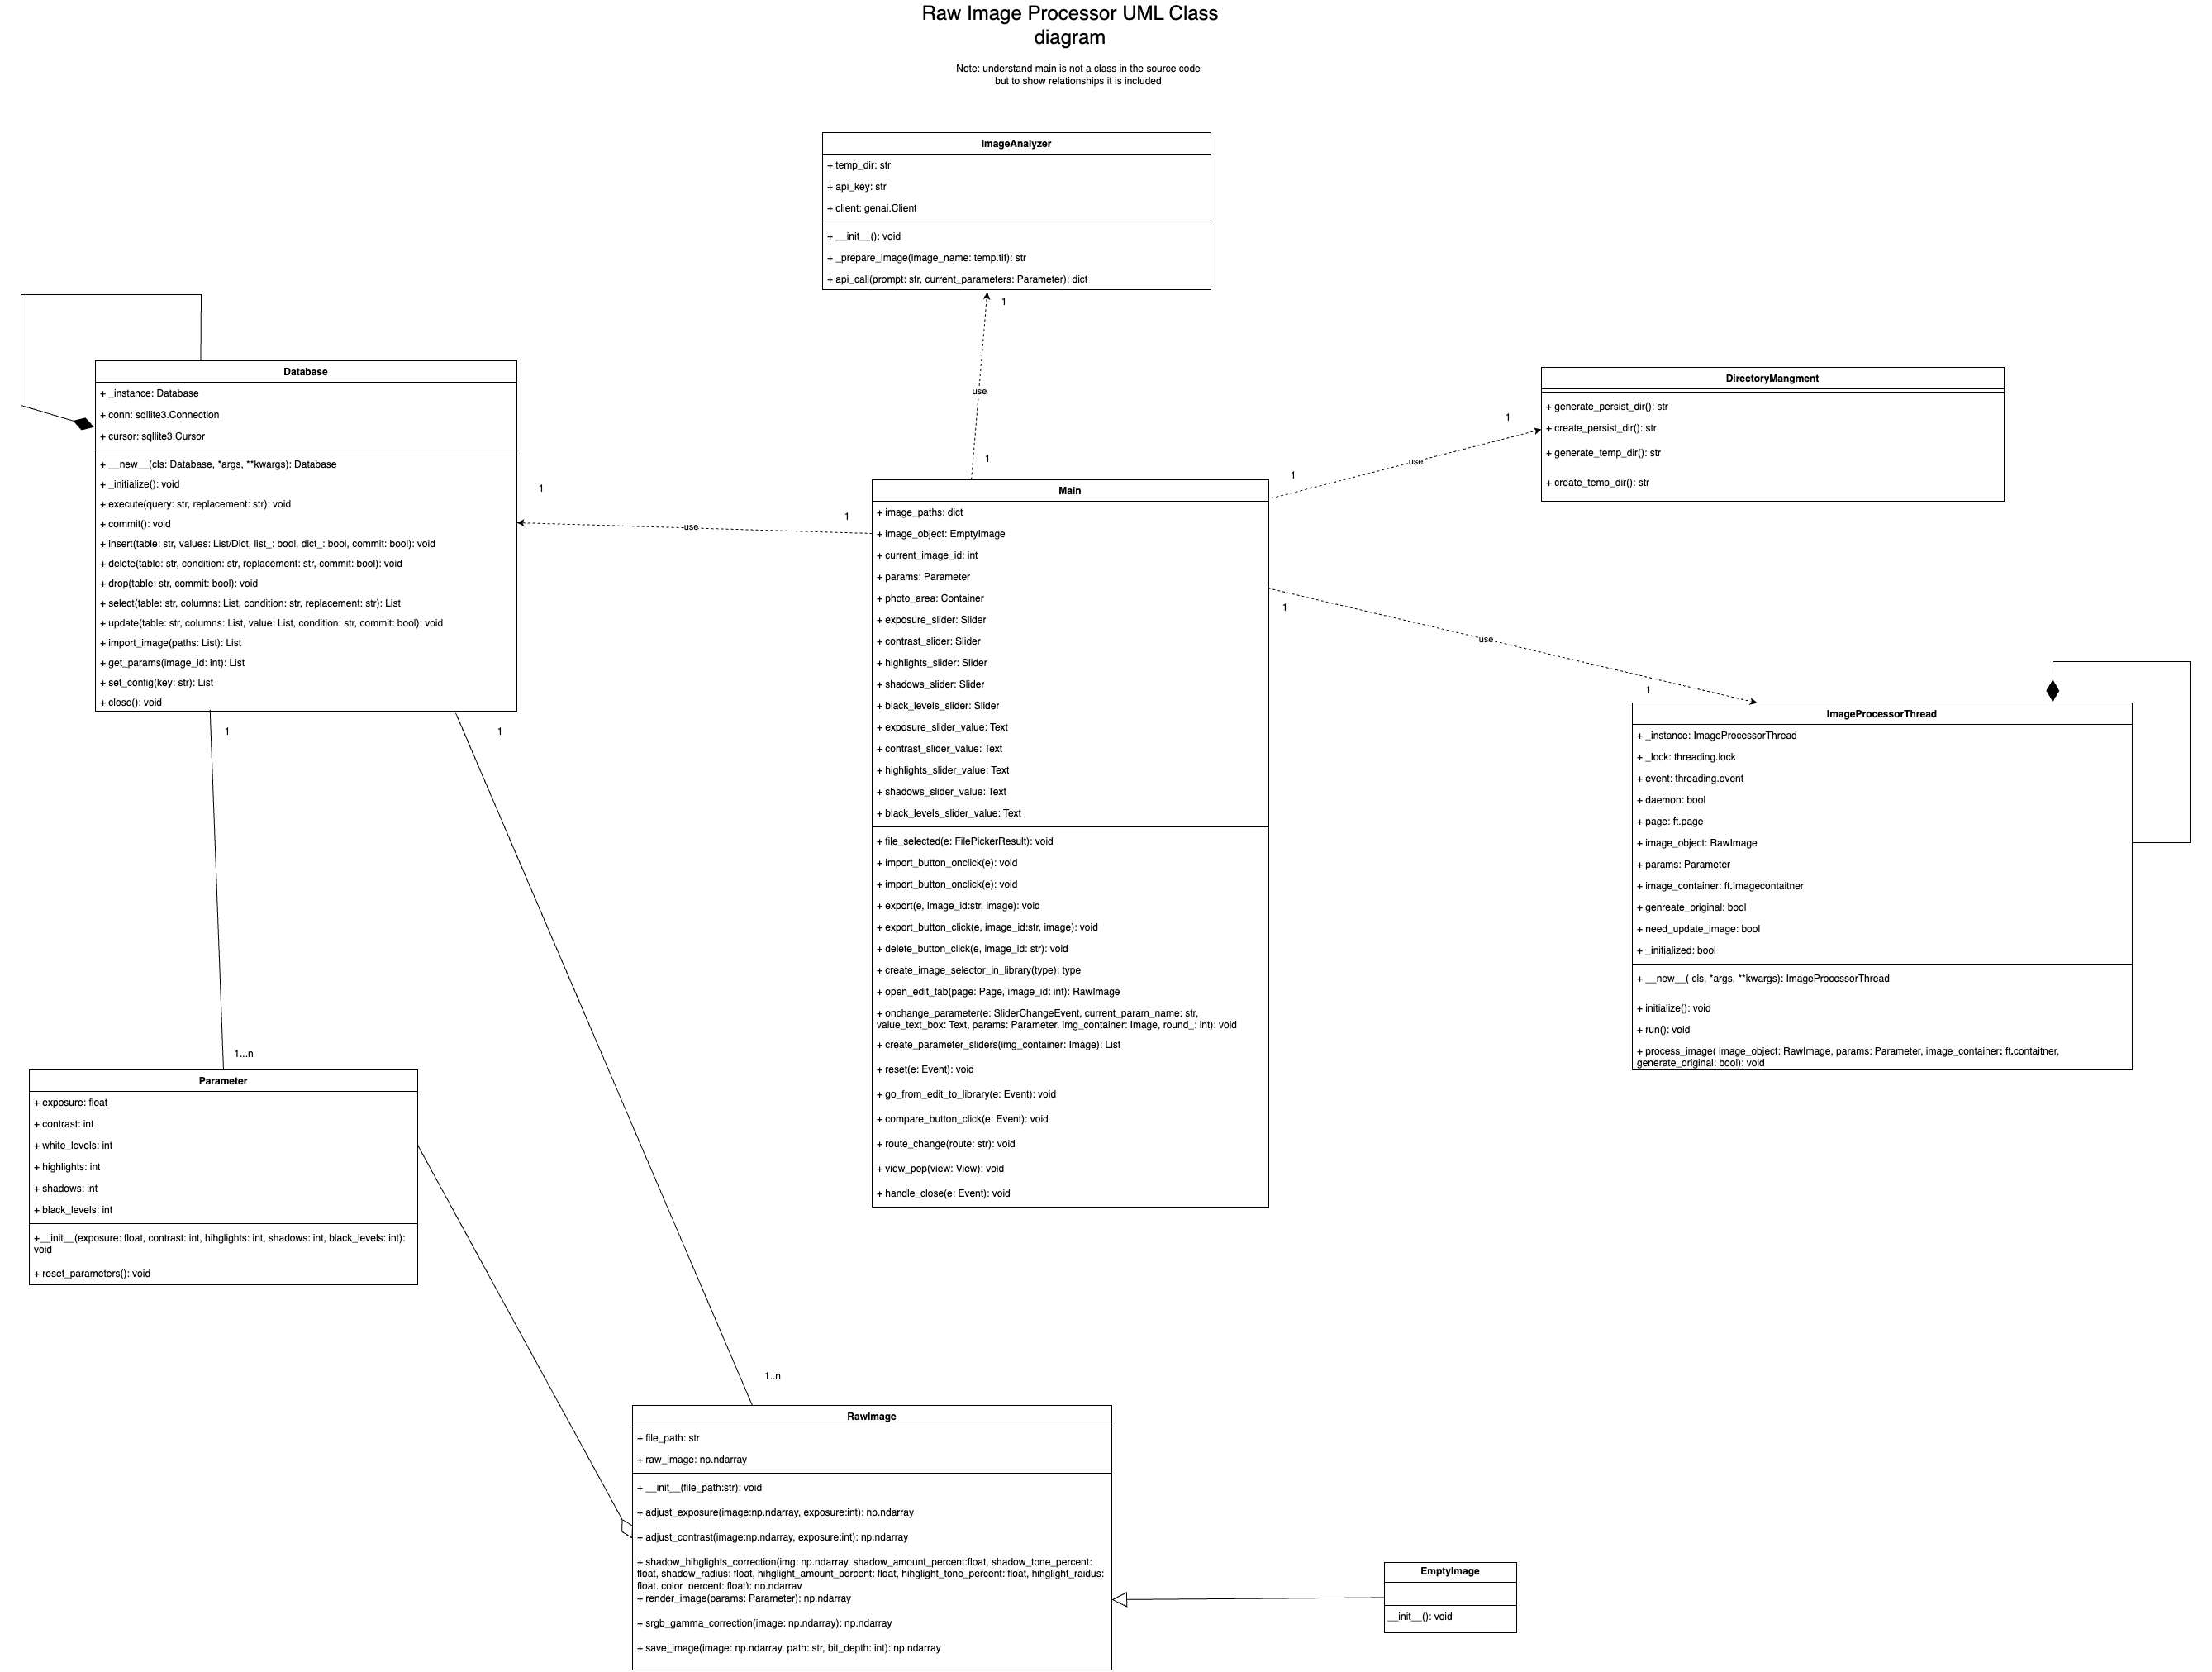 Raw Image Processor UML Class
diagram
Note: understand main is not a class in the source code
but to show relationships it is included
ImageAnalyzer
+ temp_dir: str
+ api_key: str
+ client: genai.Client
+ __init__(): void
+ _prepare_image(image_name: temp.tif): str
+ api_call(prompt: str, current_parameters: Parameter): dict
1
use
1
Database
+ _instance: Database
+ conn: sqllite3.Connection
+ cursor: sqllite3.Cursor
+ __new__(cls: Database, *args, **kwargs): Database
+ _initialize(): void
+ execute(query: str, replacement: str): void
+ commit(): void
+ insert(table: str, values: List/Dict, list_: bool, dict_: bool, commit: bool): void
+ delete(table: str, condition: str, replacement: str, commit: bool): void
+ drop(table: str, commit: bool): void
+ select(table: str, columns: List, condition: str, replacement: str): List
+ update(table: str, columns: List, value: List, condition: str, commit: bool): void
+ import_image(paths: List): List
+ get_params(image_id: int): List
+ set_config(key: str): List
+ close(): void
1
use
1
1
1
DirectoryMangment
+ generate_persist_dir(): str
+ create_persist_dir(): str
+ generate_temp_dir(): str
+ create_temp_dir(): str
1
use
1
Main
+ image_paths: dict
+ image_object: EmptyImage
+ current_image_id: int
+ params: Parameter
+ photo_area: Container
+ exposure_slider: Slider
+ contrast_slider: Slider
+ highlights_slider: Slider
+ shadows_slider: Slider
+ black_levels_slider: Slider
+ exposure_slider_value: Text
+ contrast_slider_value: Text
+ highlights_slider_value: Text
+ shadows_slider_value: Text
+ black_levels_slider_value: Text
+ file_selected(e: FilePickerResult): void
+ import_button_onclick(e): void
+ import_button_onclick(e): void
+ export(e, image_id:str, image): void
+ export_button_click(e, image_id:str, image): void
+ delete_button_click(e, image_id: str): void
+ create_image_selector_in_library(type): type
+ open_edit_tab(page: Page, image_id: int): RawImage
+ onchange_parameter(e: SliderChangeEvent, current_param_name: str,
value_text_box: Text, params: Parameter, img_container: Image, round_: int): void
+ create_parameter_sliders(img_container: Image): List
+ reset(e: Event): void
+ go_from_edit_to_library(e: Event): void
+ compare_button_click(e: Event): void
+ route_change(route: str): void
+ view_pop(view: View): void
+ handle_close(e: Event): void
1
use
1
ImageProcessorThread
+ _instance: ImageProcessorThread
+ _lock: threading.lock
+ event: threading.event
+ daemon: bool
+ page: ft.page
+ image_object: RawImage
+ params: Parameter
+ image_container: ft.Imagecontaitner
+ genreate_original: bool
+ need_update_image: bool
+ _initialized: bool
+ __new__( cls, *args, **kwargs): ImageProcessorThread
+ initialize(): void
+ run(): void
+ process_image( image_object: RawImage, params: Parameter, image_container: ft.contaitner,
generate_original: bool): void
1...n
Parameter
+ exposure: float
+ contrast: int
+ white_levels: int
+ highlights: int
+ shadows: int
+ black_levels: int
+__init__(exposure: float, contrast: int, hihglights: int, shadows: int, black_levels: int):
void
+ reset_parameters(): void
1..n
RawImage
+ file_path: str
+ raw_image: np.ndarray
+ __init__(file_path:str): void
+ adjust_exposure(image:np.ndarray, exposure:int): np.ndarray
+ adjust_contrast(image:np.ndarray, exposure:int): np.ndarray
+ shadow_hihglights_correction(img: np.ndarray, shadow_amount_percent:float, shadow_tone_percent:
float, shadow_radius: float, hihglight_amount_percent: float, hihglight_tone_percent: float, hihglight_raidus:
float, color_percent: float): np.ndarray
+ render_image(params: Parameter): np.ndarray
+ srgb_gamma_correction(image: np.ndarray): np.ndarray
+ save_image(image: np.ndarray, path: str, bit_depth: int): np.ndarray
EmptyImage
__init__(): void